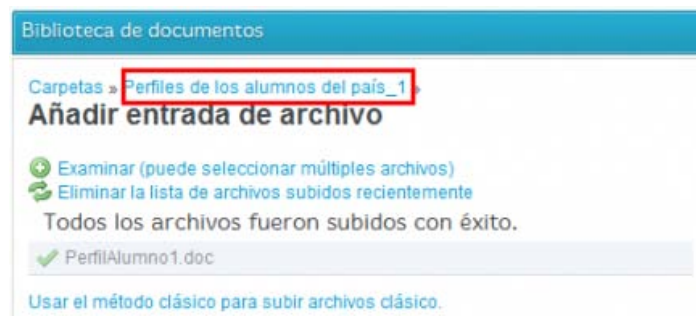 Biblioteca de documentos
Carpetas » Perfiles de los alumnos del país_1 »
Añadir entrada de archivo
Examinar (puede seleccionar múltiples archivos)
Eliminar la lista de archivos subidos recientemente
Todos los archivos fueron subidos con éxito.
PerfilAlumno1.doc
Usar el método clásico para subir archivos clásico.